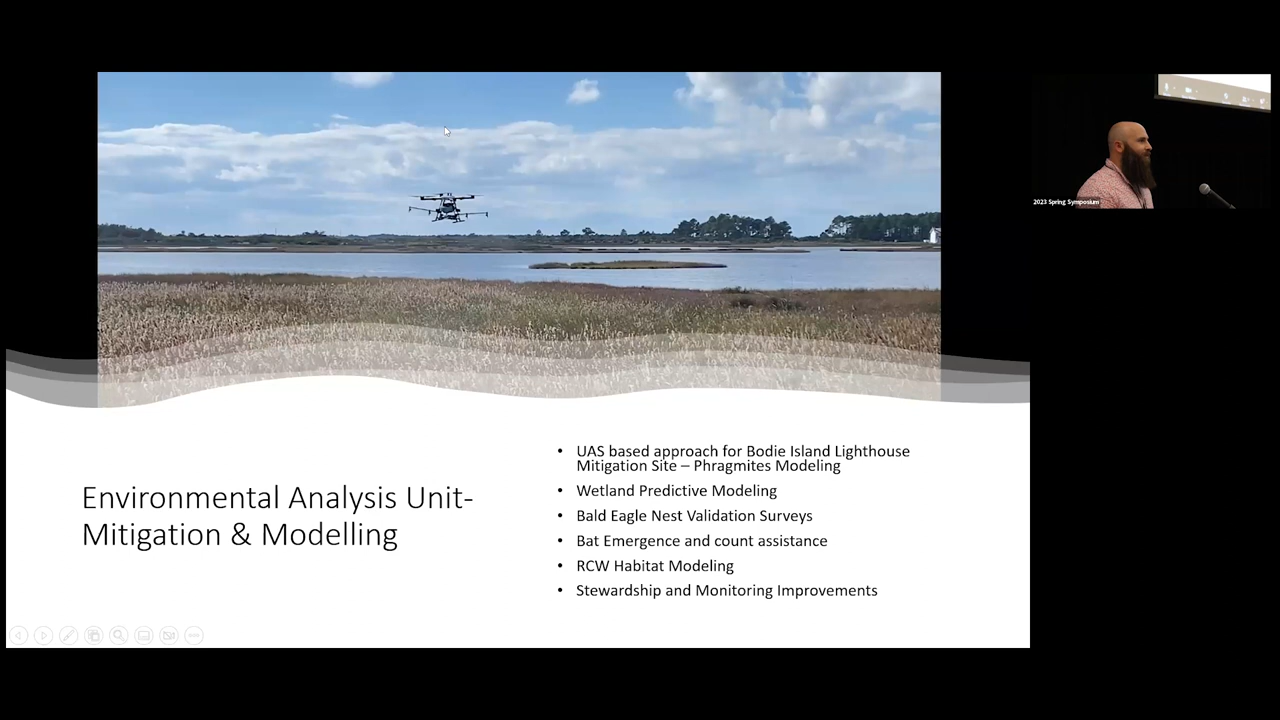 2023 Spring Symposium
Environmental Analysis Unit-
Mitigation & Modelling
• UAS based approach for Bodie Island Lighthouse
Mitigation Site – Phragmites Modeling
• Wetland Predictive Modeling
• Bald Eagle Nest Validation Surveys
• Bat Emergence and count assistance
• RCW Habitat Modeling
• Stewardship and Monitoring Improvements